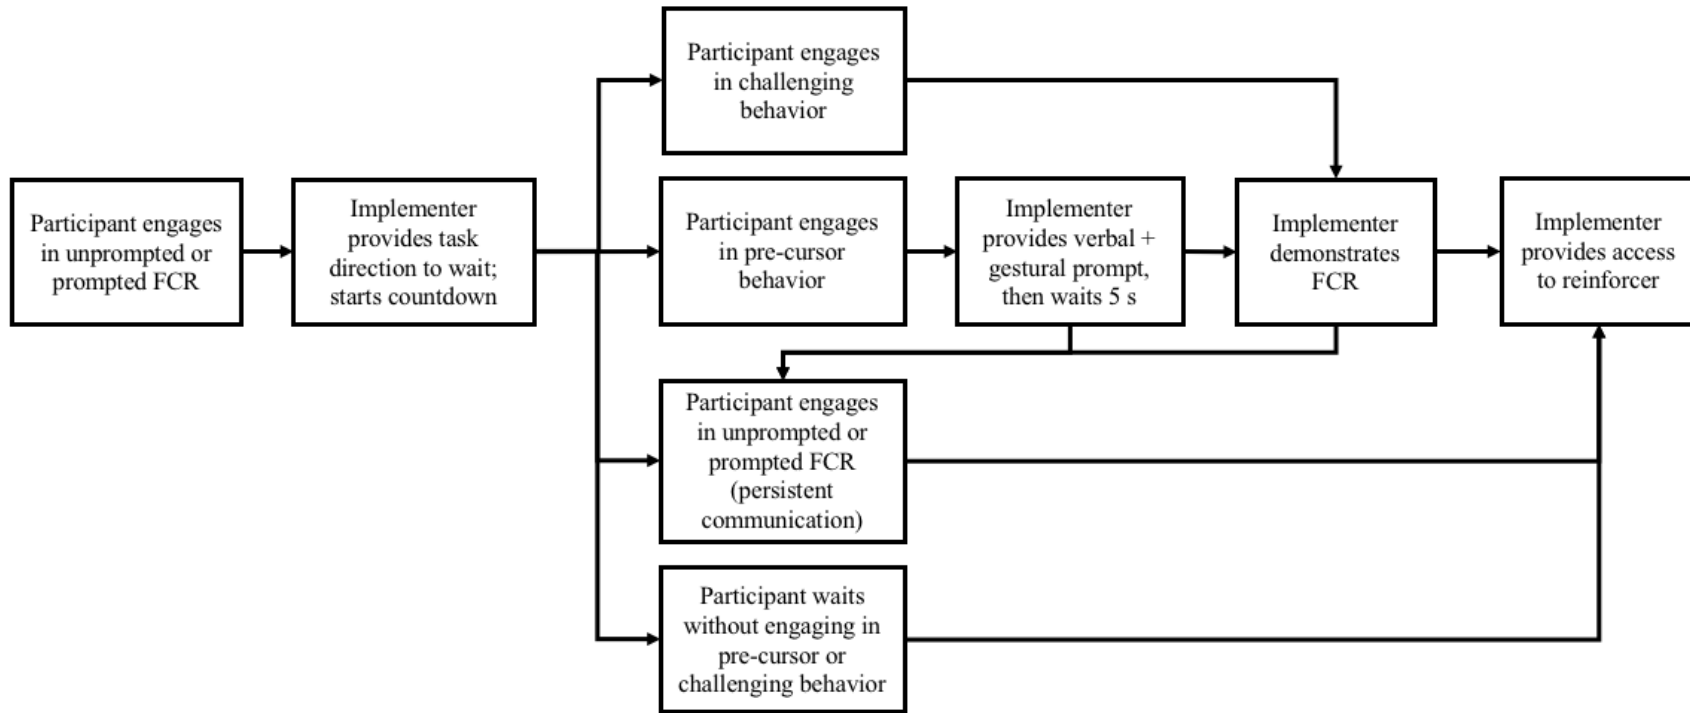 Participant engages
in unprompted or
prompted FCR
Implementer
provides task
direction to wait;
starts countdown
Participant engages
in challenging
behavior
Participant engages
in pre-cursor
behavior
Implementer
provides verbal +
gestural prompt,
then waits 5 s
Implementer
demonstrates
FCR
Implementer
provides access
to reinforcer
Participant engages
in unprompted or
prompted FCR
(persistent
communication)
Participant waits
without engaging in
pre-cursor or
challenging behavior